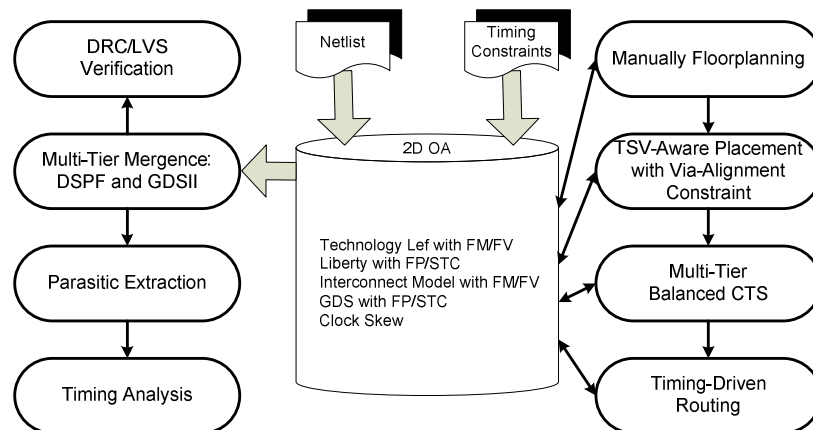 DRC/LVS
Verification
Netlist
Timing
Constraints
Manually Floorplanning
Multi-Tier Mergence:
DSPF and GDSII
2D OA
TSV-Aware Placement
with Via-Alignment
Constraint
Technology Lef with FM/FV
Liberty with FP/STC
Interconnect Model with FM/FV
GDS with FP/STC
Clock Skew
Parasitic Extraction
Multi-Tier
Balanced CTS
Timing Analysis
Timing-Driven
Routing